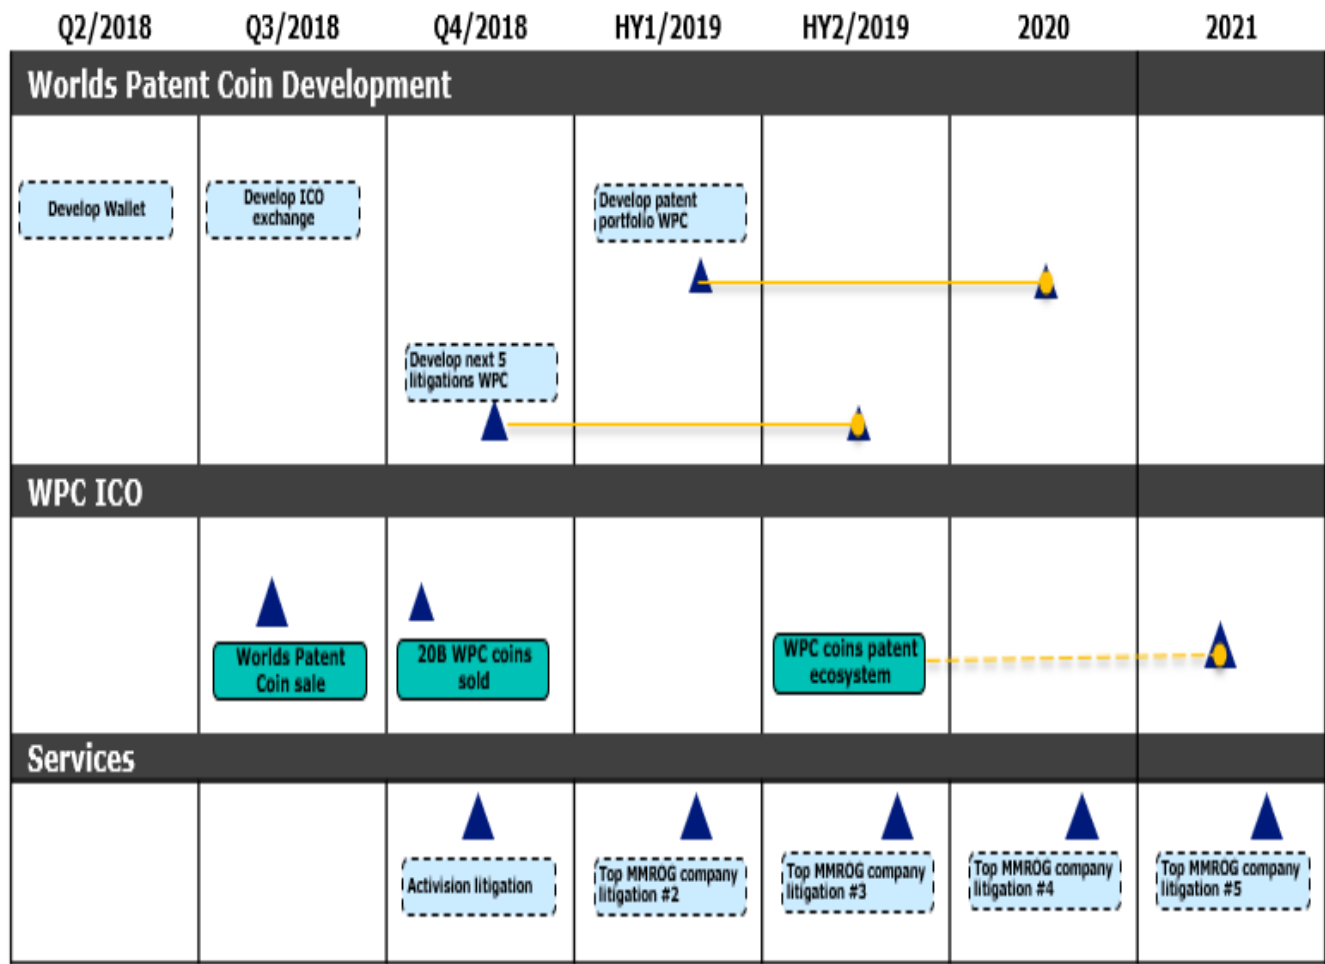 Q2/2018 Q3/2018 Q4/2018 HY1/2019 HY2/2019 2020 2021
Worlds Patent Coin Development
Develop Wallet
Develop ICO
exchange
Develop patent
portfolio WPC
Develop next 5
litigations WPC
WPC ICO
Worlds Patent
Coin sale
20B WPC coins
sold
WPC coins patent
ecosystem
Services
Activision litigation
Top MMROG company
litigation #2
Top MMROG company
litigation #3
Top MMROG company
litigation #4
Top MMROG company
litigation #5